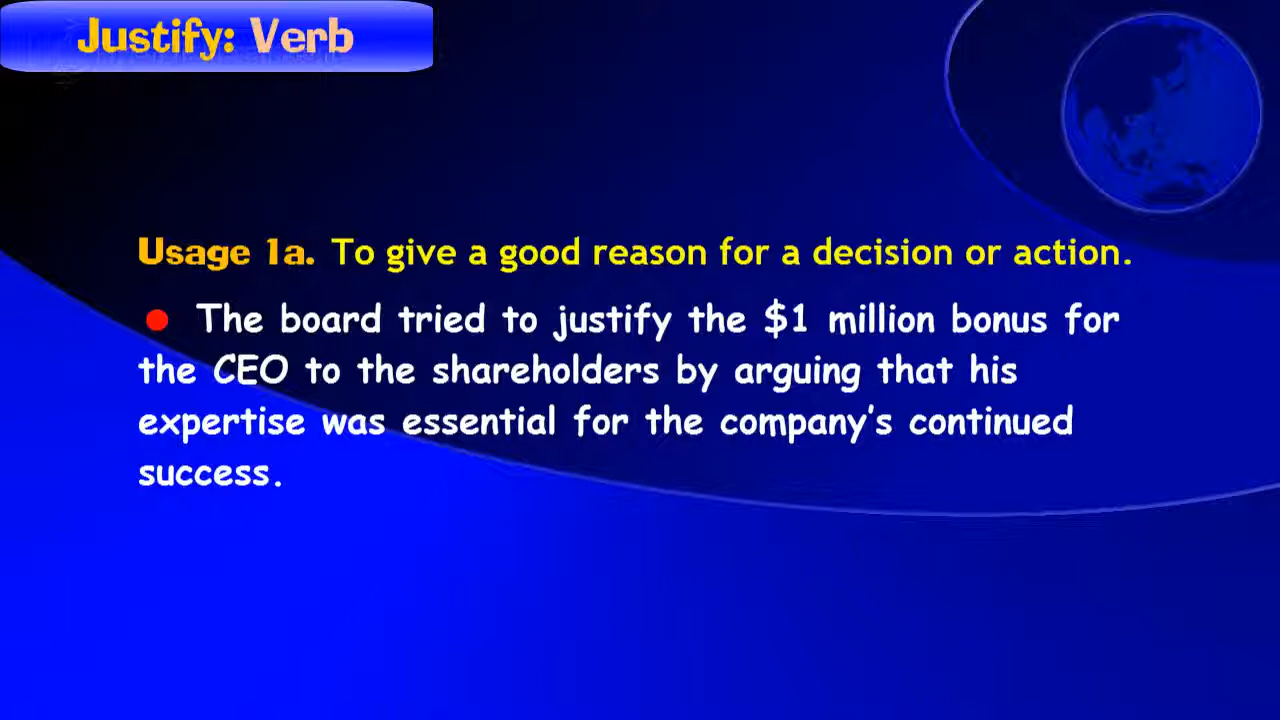 Justify: Verb
Usage 1a. To give a good reason for a decision or action.
● The board tried to justify the $1 million bonus for
the CEO to the shareholders by arguing that his
expertise was essential for the company's continued
success.